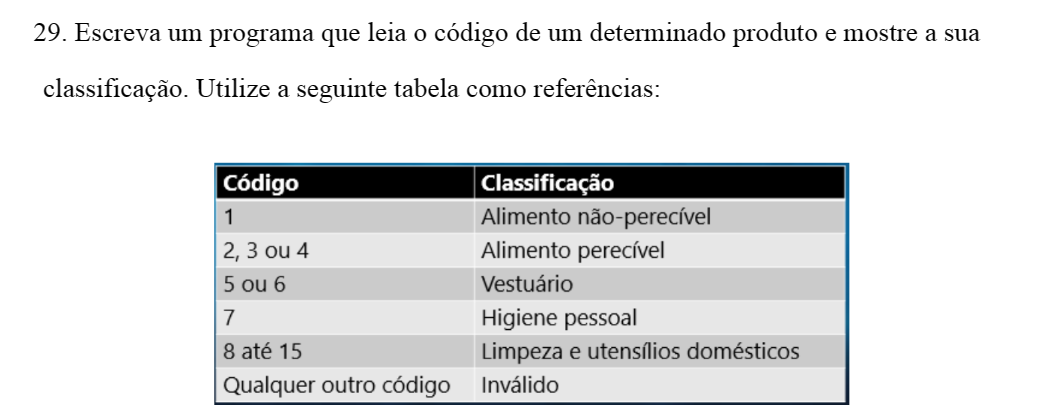 29. Escreva um programa que leia o código de um determinado produto e mostre a sua
classificação. Utilize a seguinte tabela como referências:
Código Classificação
1 Alimento não-perecível
2, 3 ou 4 Alimento perecível
5 ou 6 Vestuário
7 Higiene pessoal
8 até 15 Limpeza e utensílios domésticos
Qualquer outro código Inválido